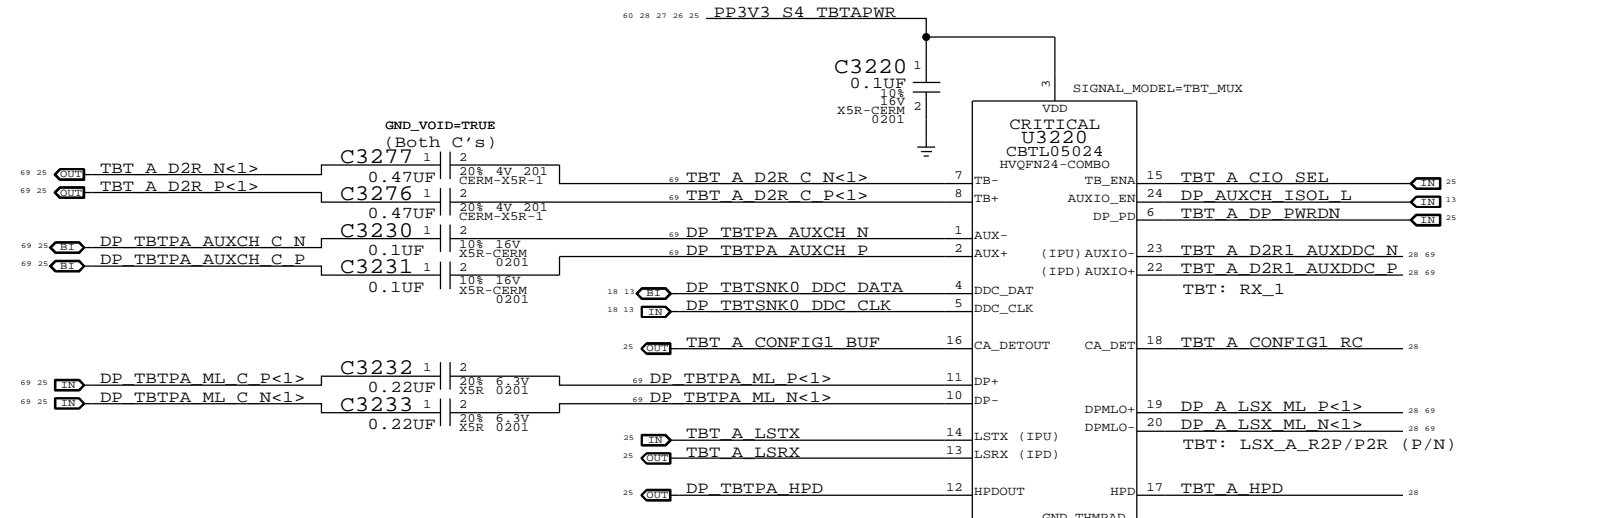 60 28 27 26 25 PP3V3_S4_TBTAPWR
C3220 1
0.1UF
10%
16V
X5R-CERM 2
0201
3
SIGNAL_MODEL=TBT_MUX
VDD
CRITICAL
U3220
CBTL05024
HVQFN24-COMBO
GND_VOID=TRUE
(Both C's)
69 25 OUT TBT_A_D2R_N<1> C3277 1 2
0.47UF 20% 4V 201
CERM-X5R-1
69 TBT_A_D2R_C_N<1> 7 TB-
TB_ENA 15 TBT_A_CIO_SEL IN 25
69 25 OUT TBT_A_D2R_P<1> C3276 1 2
0.47UF 20% 4V 201
CERM-X5R-1
69 TBT_A_D2R_C_P<1> 8 TB+
AUXIO_EN 24 DP_AUXCH_ISOL_L IN 13
DP_PD 6 TBT_A_DP_PWRDN IN 25
69 25 BI DP_TBTPA_AUXCH_C_N C3230 1 2
0.1UF 10% 16V
X5R-CERM
0201
69 DP_TBTPA_AUXCH_N 1 AUX-
69 25 BI DP_TBTPA_AUXCH_C_P C3231 1 2
0.1UF 10% 16V
X5R-CERM
0201
69 DP_TBTPA_AUXCH_P 2 AUX+
(IPU) AUXIO- 23 TBT_A_D2R1_AUXDDC_N 28 69
(IPD) AUXIO+ 22 TBT_A_D2R1_AUXDDC_P 28 69
TBT: RX_1
18 13 BI DP_TBTSNK0_DDC_DATA 4 DDC_DAT
18 13 IN DP_TBTSNK0_DDC_CLK 5 DDC_CLK
25 OUT TBT_A_CONFIG1_BUF 16 CA_DETOUT
CA_DET 18 TBT_A_CONFIG1_RC 28
69 25 IN DP_TBTPA_ML_C_P<1> C3232 1 2
0.22UF 20% 6.3V
X5R 0201
69 DP_TBTPA_ML_P<1> 11 DP+
69 25 IN DP_TBTPA_ML_C_N<1> C3233 1 2
0.22UF 20% 6.3V
X5R 0201
69 DP_TBTPA_ML_N<1> 10 DP-
DPMLO+ 19 DP_A_LSX_ML_P<1> 28 69
DPMLO- 20 DP_A_LSX_ML_N<1> 28 69
TBT: LSX_A_R2P/P2R (P/N)
25 IN TBT_A_LSTX 14 LSTX (IPU)
25 OUT TBT_A_LSRX 13 LSRX (IPD)
25 OUT DP_TBTPA_HPD 12 HPDOUT
HPD 17 TBT_A_HPD 28
GND THMPAD